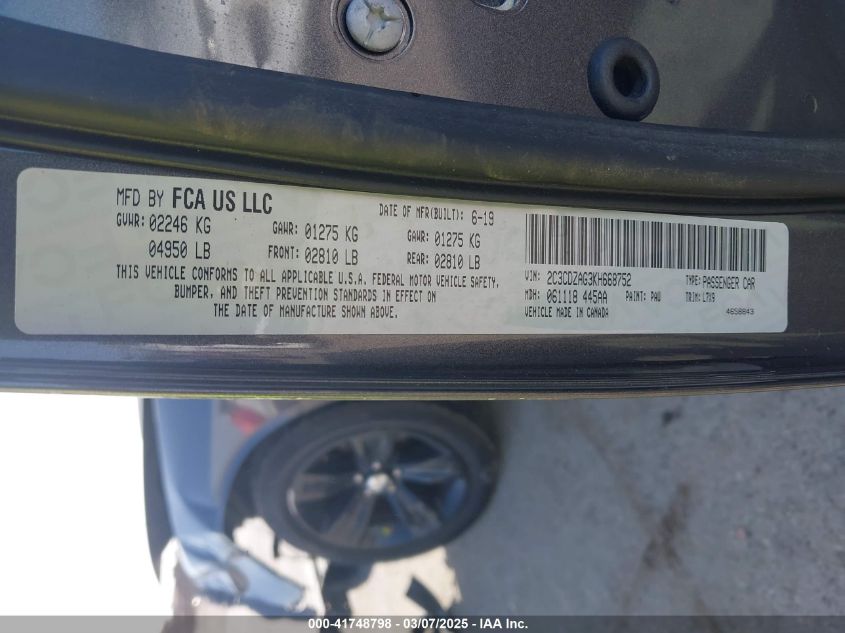 MFD BY FCA US LLC
DATE OF MFR(BUILT): 6-19
GVWR: 02246 KG
04950 LB
GAWR: 01275 KG
FRONT: 02810 LB
GAWR: 01275 KG
REAR: 02810 LB
THIS VEHICLE CONFORMS TO ALL APPLICABLE U.S.A. FEDERAL MOTOR VEHICLE SAFETY,
BUMPER, AND THEFT PREVENTION STANDARDS IN EFFECT ON
THE DATE OF MANUFACTURE SHOWN ABOVE.
VIN: 2C3CDZAG3KH668752
TYPE: PASSENGER CAR
MDH: 061118 445AA
PAINT: PAU
TRIM: L7X9
VEHICLE MADE IN CANADA
4658843
000-41748798 — 03/07/2025 — IAA Inc.